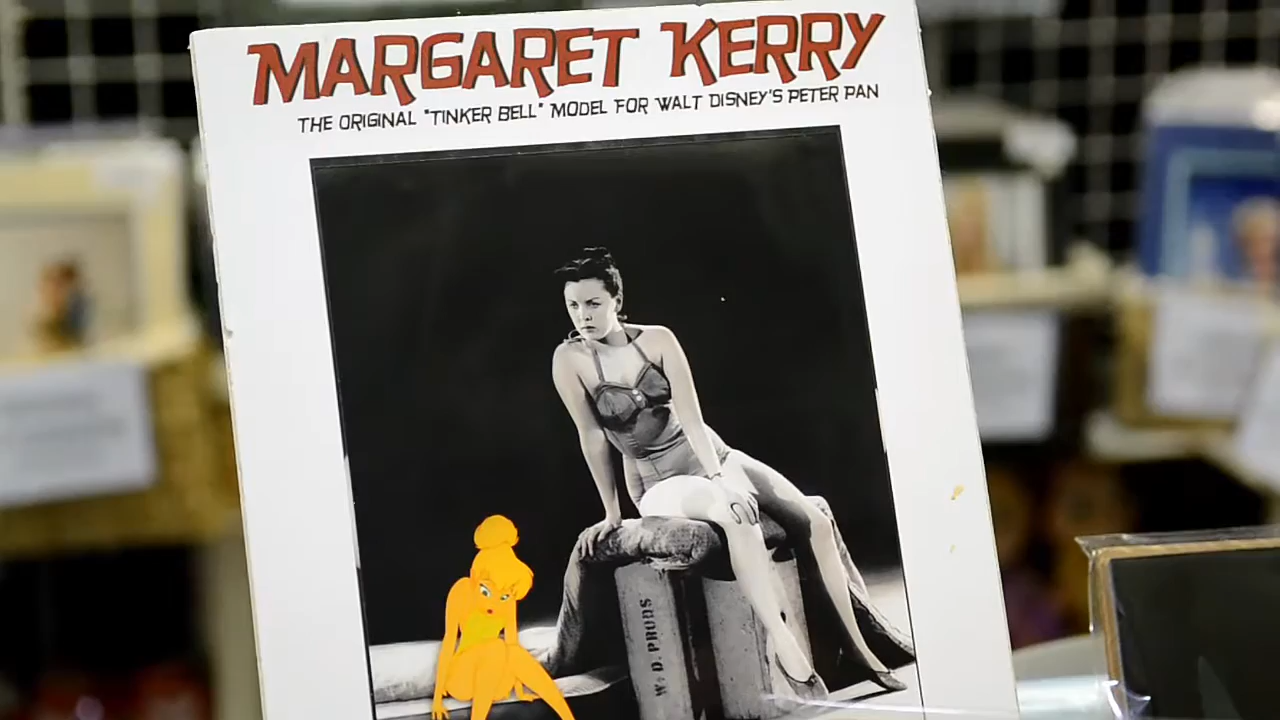 MARGARET KERRY
THE ORIGINAL "TINKER BELL" MODEL FOR WALT DISNEY'S PETER PAN
W.D. PRODS